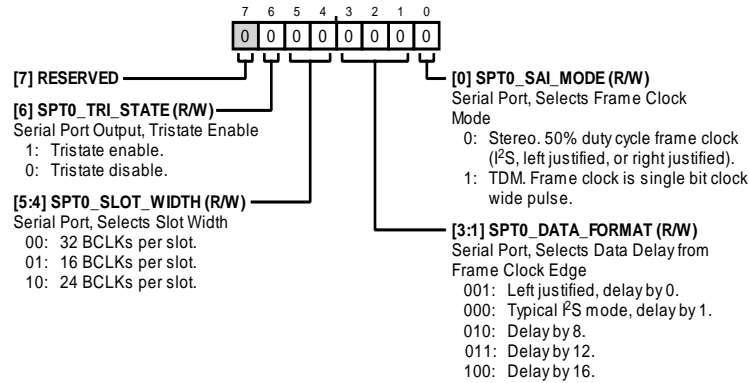 7 6 5 4 3 2 1 0
0 0 0 0 0 0 0 0
[7] RESERVED
[6] SPT0_TRI_STATE (R/W)
Serial Port Output, Tristate Enable
1: Tristate enable.
0: Tristate disable.
[5:4] SPT0_SLOT_WIDTH (R/W)
Serial Port, Selects Slot Width
00: 32 BCLKs per slot.
01: 16 BCLKs per slot.
10: 24 BCLKs per slot.
[0] SPT0_SAI_MODE (R/W)
Serial Port, Selects Frame Clock
Mode
0: Stereo. 50% duty cycle frame clock
(I²S, left justified, or right justified).
1: TDM. Frame clock is single bit clock
wide pulse.
[3:1] SPT0_DATA_FORMAT (R/W)
Serial Port, Selects Data Delay from
Frame Clock Edge
001: Left justified, delay by 0.
000: Typical I²S mode, delay by 1.
010: Delay by 8.
011: Delay by 12.
100: Delay by 16.